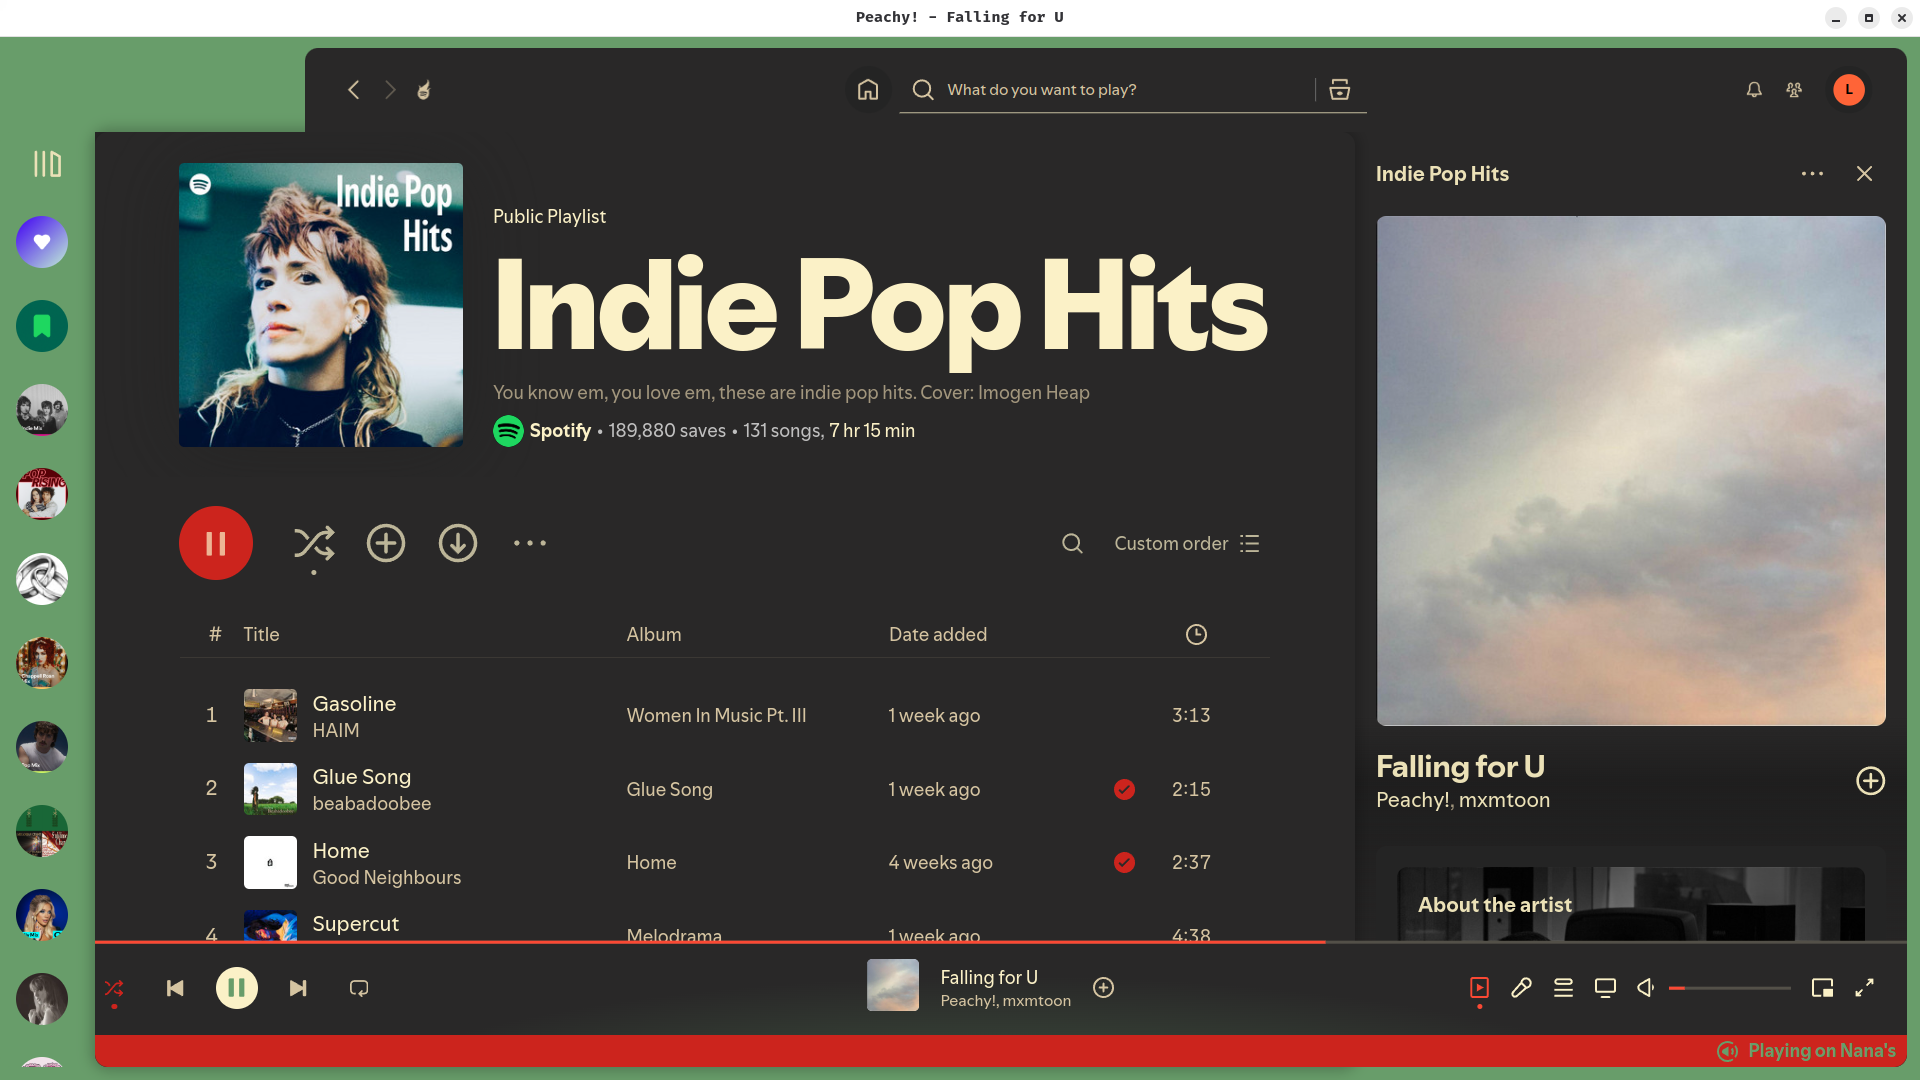 Peachy! - Falling for U
What do you want to play?
L
Indie Pop
Hits
Public Playlist
Indie Pop Hits
You know em, you love em, these are indie pop hits. Cover: Imogen Heap
Spotify • 189,880 saves • 131 songs, 7 hr 15 min
Custom order
# Title Album Date added
1 Gasoline Women In Music Pt. III 1 week ago 3:13
HAIM
2 Glue Song Glue Song 1 week ago 2:15
beabadoobee
3 Home Home 4 weeks ago 2:37
Good Neighbours
4 Supercut Melodrama 1 week ago 4:38
Indie Pop Hits
Falling for U
Peachy!, mxmtoon
About the artist
POP
RISING
Falling for U
Peachy!, mxmtoon
Playing on Nana's